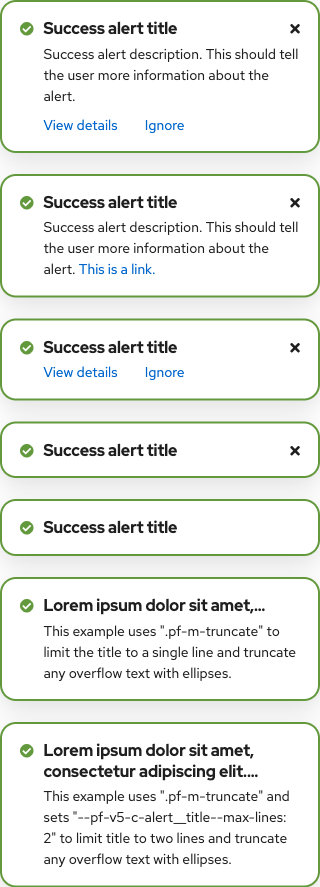 Success alert title
Success alert description. This should tell
the user more information about the
alert.
View details Ignore
Success alert title
Success alert description. This should tell
the user more information about the
alert. This is a link.
Success alert title
View details Ignore
Success alert title
Success alert title
Lorem ipsum dolor sit amet,...
This example uses ".pf-m-truncate" to
limit the title to a single line and truncate
any overflow text with ellipses.
Lorem ipsum dolor sit amet,
consectetur adipiscing elit....
This example uses ".pf-m-truncate" and
sets "--pf-v5-c-alert__title--max-lines:
2" to limit title to two lines and truncate
any overflow text with ellipses.